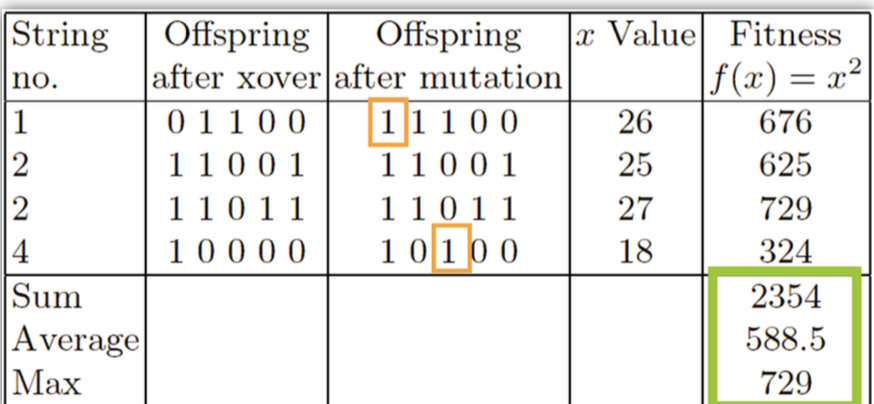 String Offspring Offspring x Value Fitness
no. after xover after mutation f(x) = x²
1 0 1 1 0 0 1 1 1 0 0 26 676
2 1 1 0 0 1 1 1 0 0 1 25 625
2 1 1 0 1 1 1 1 0 1 1 27 729
4 1 0 0 0 0 1 0 1 0 0 18 324
Sum 2354
Average 588.5
Max 729